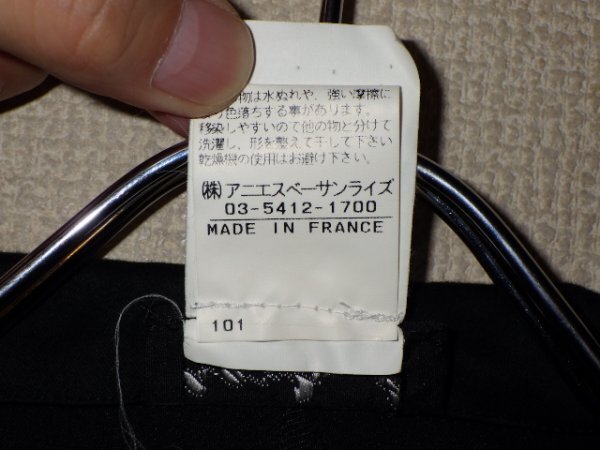 物は水ぬれや、強い摩擦に
り色落ちする事があります。
移染しやすいので他の物と分けて
洗濯し、形を整えて干して下さい
乾燥機の使用はお避け下さい。
㈱アニエスベーサンライズ
03-5412-1700
MADE IN FRANCE
101